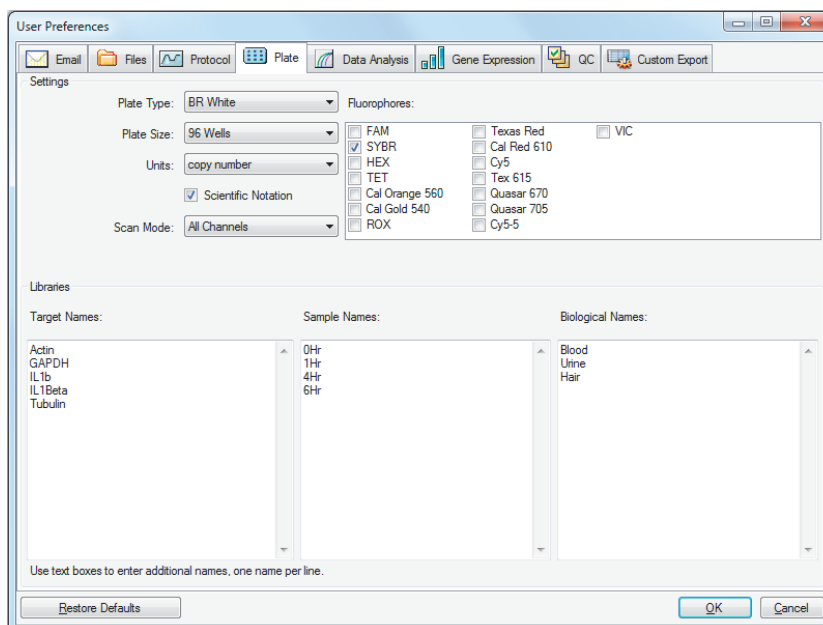 User Preferences
Email Files Protocol Plate Data Analysis Gene Expression QC Custom Export
Settings
Plate Type: BR White Fluorophores:
Plate Size: 96 Wells
Units: copy number
Scientific Notation
Scan Mode: All Channels
FAM Texas Red VIC
SYBR Cal Red 610
HEX Cy5
TET Tex 615
Cal Orange 560 Quasar 670
Cal Gold 540 Quasar 705
ROX Cy5-5
Libraries
Target Names: Sample Names: Biological Names:
Actin 0Hr Blood
GAPDH 1Hr Urine
IL1b 4Hr Hair
IL1Beta 6Hr
Tubulin
Use text boxes to enter additional names, one name per line.
Restore Defaults OK Cancel